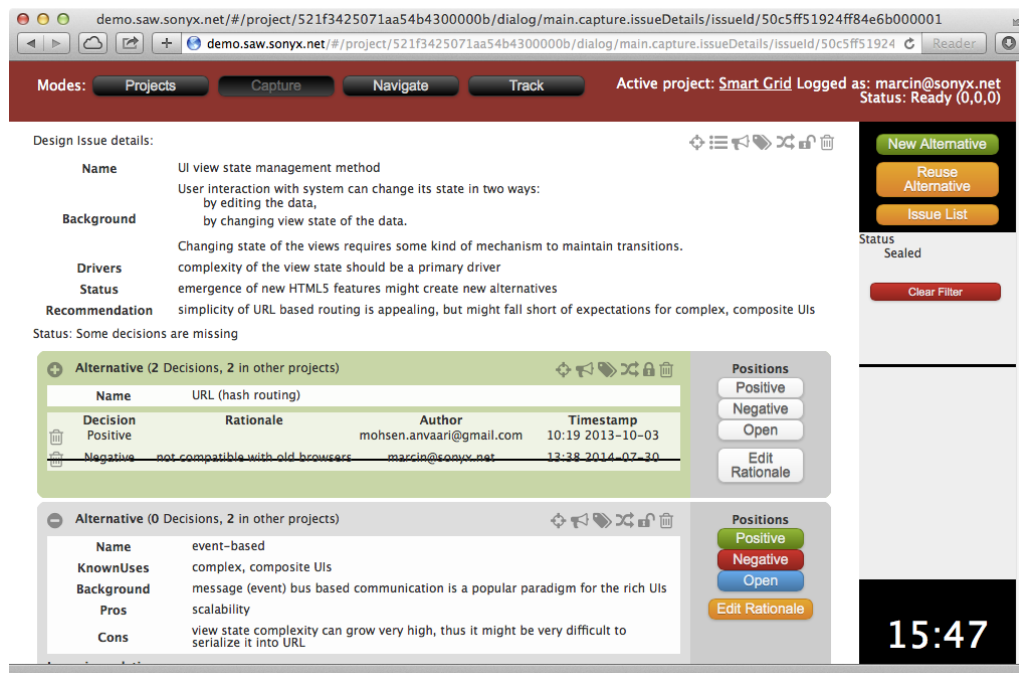 demo.saw.sonyx.net/#/project/521f3425071aa54b4300000b/dialog/main.capture.issueDetails/issueId/50c5ff51924ff84e6b000001
demo.saw.sonyx.net/#/project/521f3425071aa54b4300000b/dialog/main.capture.issueDetails/issueId/50c5ff51924 Reader
Modes: Projects Capture Navigate Track Active project: Smart Grid Logged as: marcin@sonyx.net
Status: Ready (0,0,0)
Design Issue details:
New Alternative
Name UI view state management method
Reuse
Alternative
User interaction with system can change its state in two ways:
by editing the data,
Background by changing view state of the data.
Issue List
Changing state of the views requires some kind of mechanism to maintain transitions.
Status
Sealed
Drivers complexity of the view state should be a primary driver
Status emergence of new HTML5 features might create new alternatives
Clear Filter
Recommendation simplicity of URL based routing is appealing, but might fall short of expectations for complex, composite UIs
Status: Some decisions are missing
Alternative (2 Decisions, 2 in other projects) Positions
Name URL (hash routing) Positive
Negative
Decision Rationale Author Timestamp
Positive mohsen.anvaari@gmail.com 10:19 2013-10-03 Open
Negative not compatible with old browsers marcin@sonyx.net 13:38 2014-07-30 Edit
Rationale
Alternative (0 Decisions, 2 in other projects) Positions
Name event-based Positive
KnownUses complex, composite UIs Negative
Background message (event) bus based communication is a popular paradigm for the rich UIs Open
Pros scalability Edit Rationale
Cons view state complexity can grow very high, thus it might be very difficult to
serialize it into URL
15:47